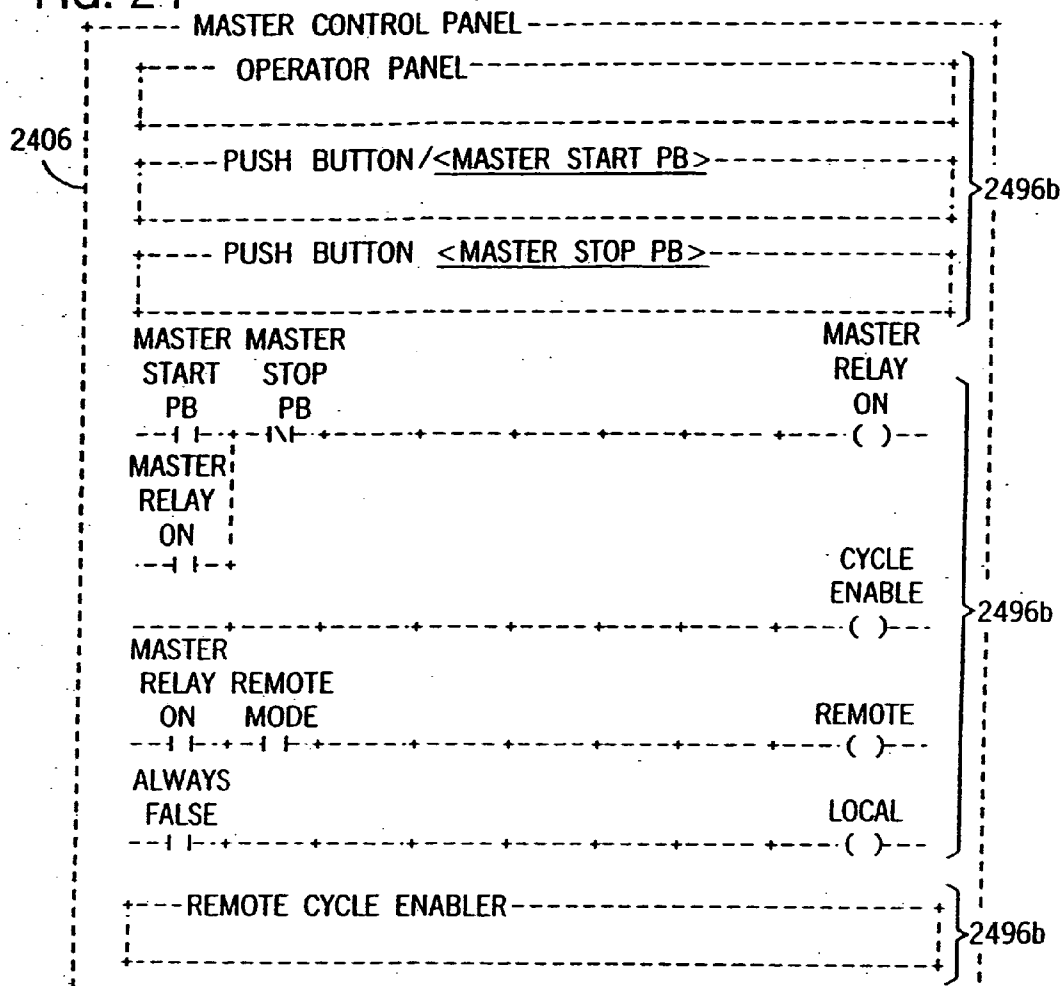 MASTER CONTROL PANEL
OPERATOR PANEL
2406
PUSH BUTTON/<MASTER START PB>
2496b
PUSH BUTTON <MASTER STOP PB>
MASTER MASTER MASTER
START STOP RELAY
PB PB ON
MASTER
RELAY
ON
CYCLE
ENABLE
2496b
MASTER
RELAY REMOTE
ON MODE REMOTE
ALWAYS
FALSE LOCAL
REMOTE CYCLE ENABLER
2496b